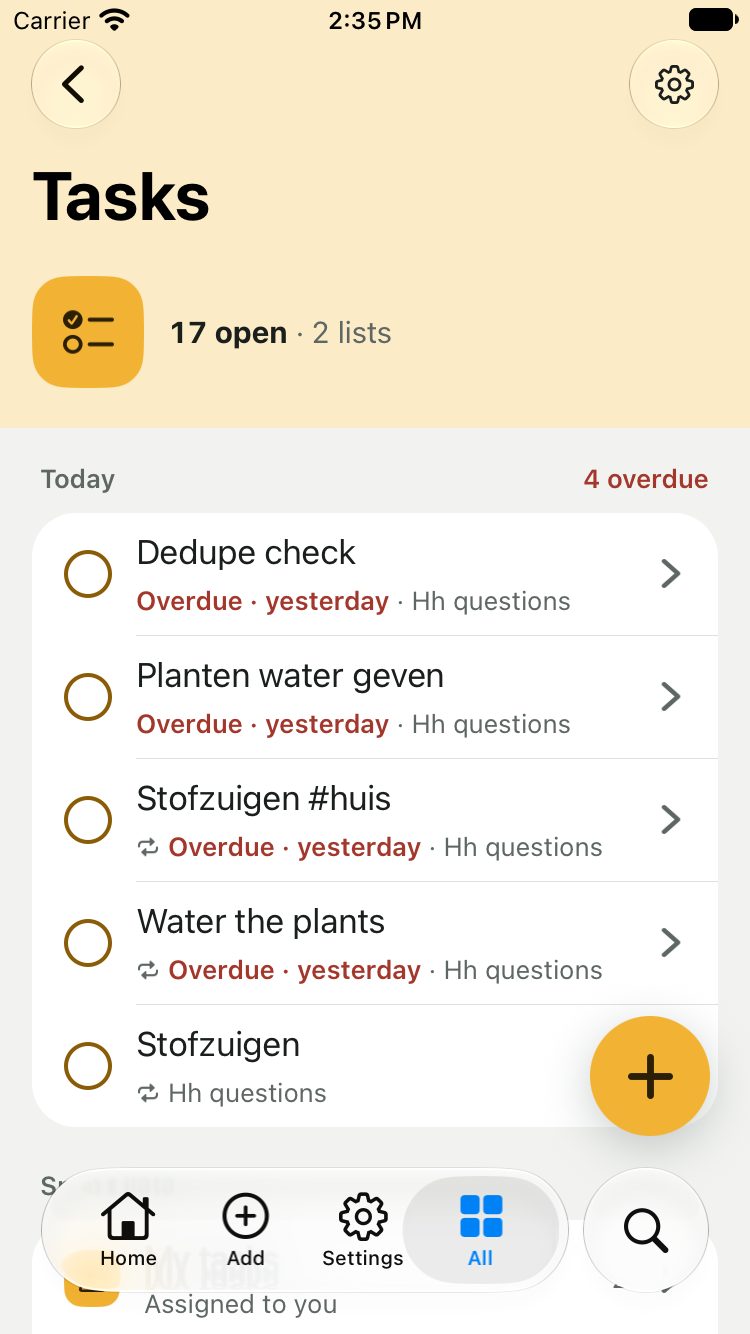 Carrier 2:35 PM
Tasks
17 open · 2 lists
Today 4 overdue
Dedupe check
Overdue · yesterday · Hh questions
Planten water geven
Overdue · yesterday · Hh questions
Stofzuigen #huis
Overdue · yesterday · Hh questions
Water the plants
Overdue · yesterday · Hh questions
Stofzuigen
Hh questions
Home Add Settings All
My tasks
Assigned to you